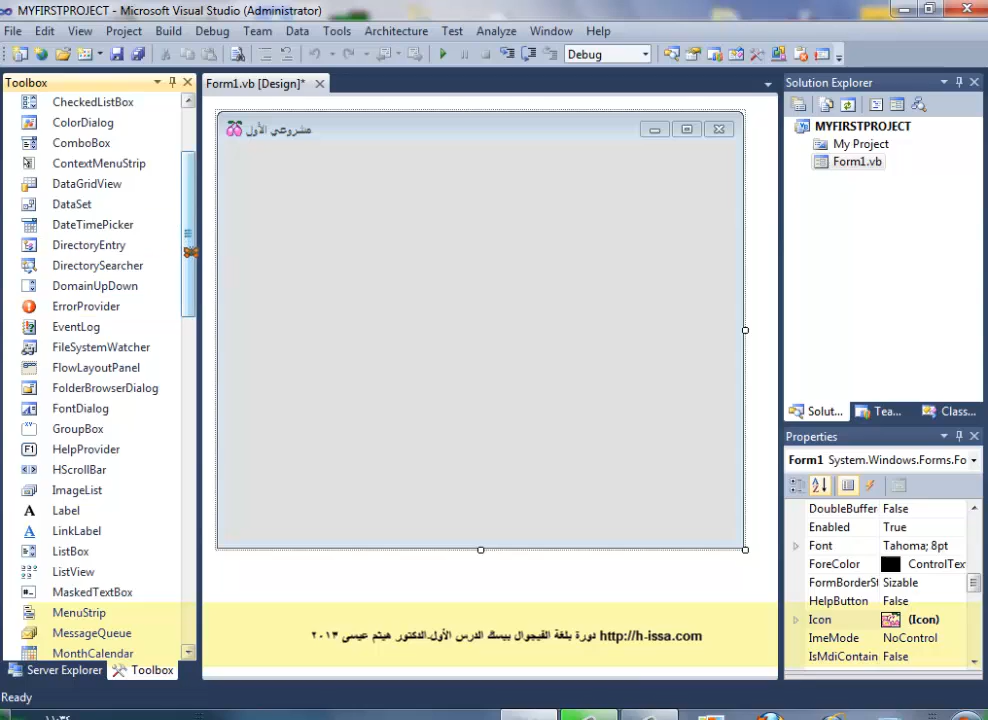 MYFIRSTPROJECT - Microsoft Visual Studio (Administrator)
File Edit View Project Build Debug Team Data Tools Architecture Test Analyze Window Help
Debug
Toolbox
CheckedListBox
ColorDialog
ComboBox
ContextMenuStrip
DataGridView
DataSet
DateTimePicker
DirectoryEntry
DirectorySearcher
DomainUpDown
ErrorProvider
EventLog
FileSystemWatcher
FlowLayoutPanel
FolderBrowserDialog
FontDialog
GroupBox
HelpProvider
HScrollBar
ImageList
Label
LinkLabel
ListBox
ListView
MaskedTextBox
MenuStrip
MessageQueue
MonthCalendar
Server Explorer Toolbox
Form1.vb [Design]*
مشروعي الأول
http://h-issa.com دورة بلغة الفيجوال بيسك الدرس الأول.الدكتور هيثم عيسى ٢٠١٣
Solution Explorer
MYFIRSTPROJECT
My Project
Form1.vb
Solut... Tea... Class...
Properties
Form1 System.Windows.Forms.Fo
DoubleBuffer False
Enabled True
Font Tahoma; 8pt
ForeColor ControlTex
FormBorderSt Sizable
HelpButton False
Icon (Icon)
ImeMode NoControl
IsMdiContain False
Ready